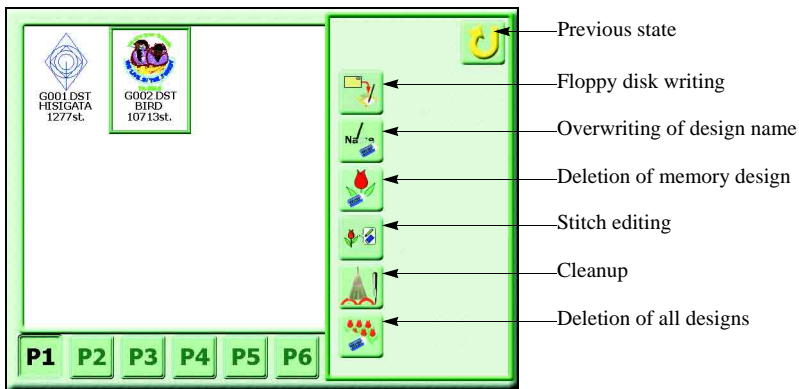 G001 DST
HISIGATA
1277st.
G002 DST
BIRD
10713st.
Previous state
Floppy disk writing
Overwriting of design name
Deletion of memory design
Stitch editing
Cleanup
Deletion of all designs
P1 P2 P3 P4 P5 P6